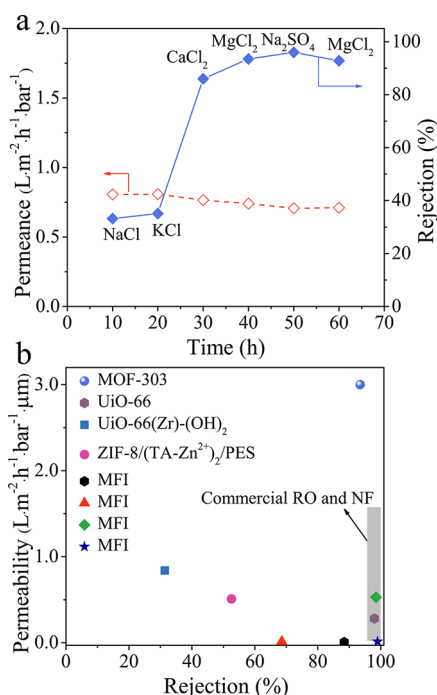 a
2.0
1.5
1.0
0.5
0.0
Permeance (L·m⁻²·h⁻¹·bar⁻¹)
NaCl
KCl
CaCl₂
MgCl₂
Na₂SO₄
MgCl₂
100
80
60
40
20
0
Rejection (%)
0 10 20 30 40 50 60 70
Time (h)
b
3.0
2.0
1.0
0.0
Permeability (L·m⁻²·h⁻¹·bar⁻¹·μm)
MOF-303
UiO-66
UiO-66(Zr)-(OH)₂
ZIF-8/(TA-Zn²⁺)₂/PES
MFI
MFI
MFI
MFI
Commercial RO and NF
0 20 40 60 80 100
Rejection (%)